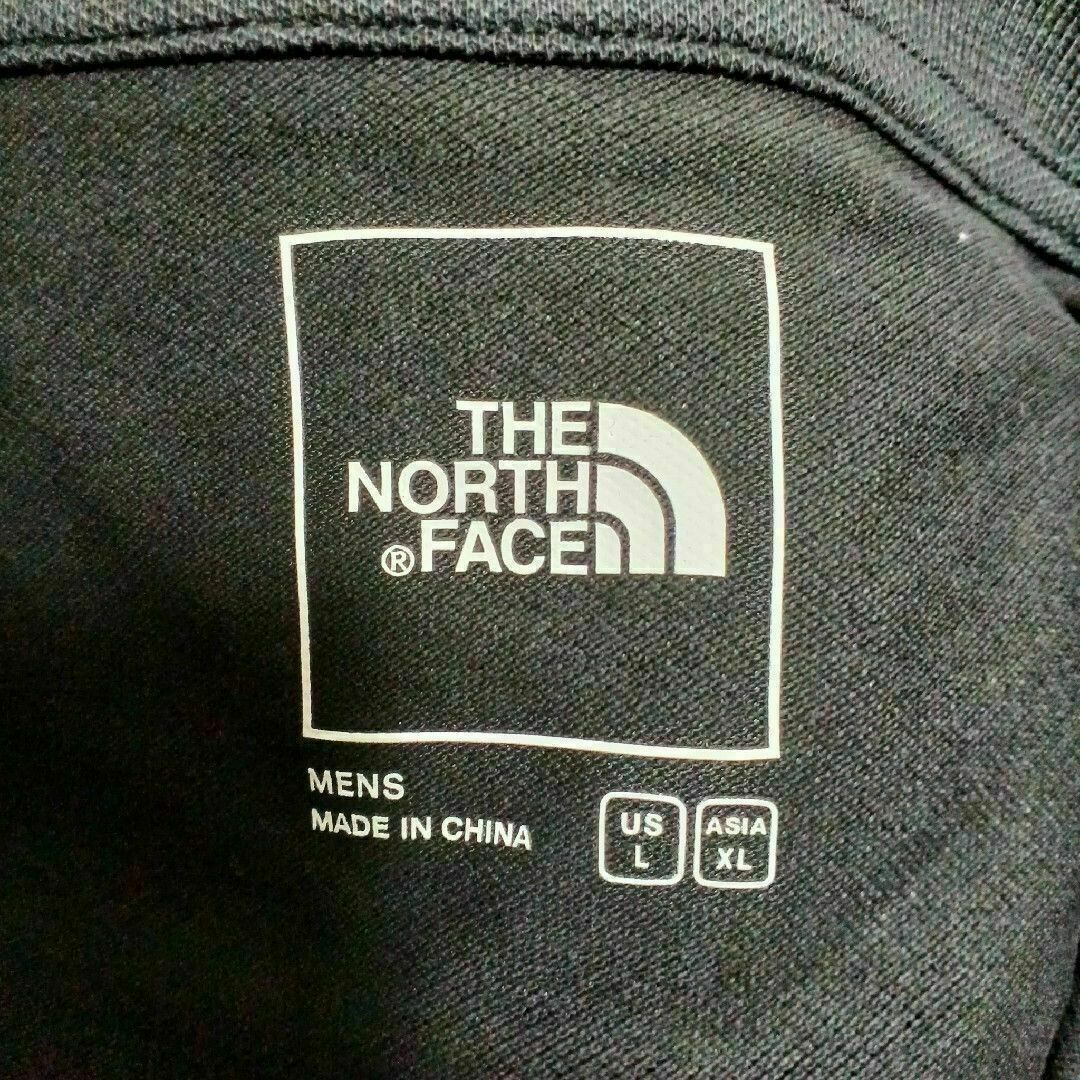 THE
NORTH
® FACE
MENS
MADE IN CHINA
US
L
ASIA
XL